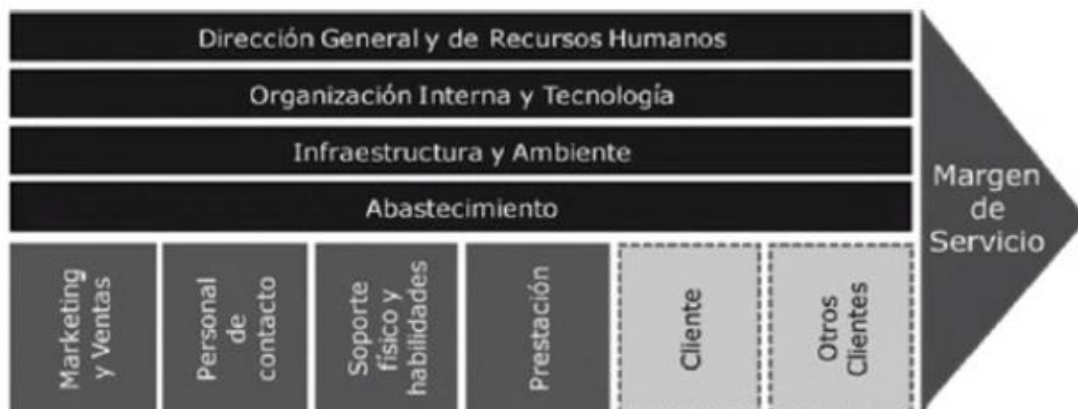 Dirección General y de Recursos Humanos
Organización Interna y Tecnología
Infraestructura y Ambiente
Abastecimiento
Marketing
y Ventas
Personal
de
contacto
Soporte
físico y
habilidades
Prestación
Cliente
Otros
Clientes
Margen
de
Servicio